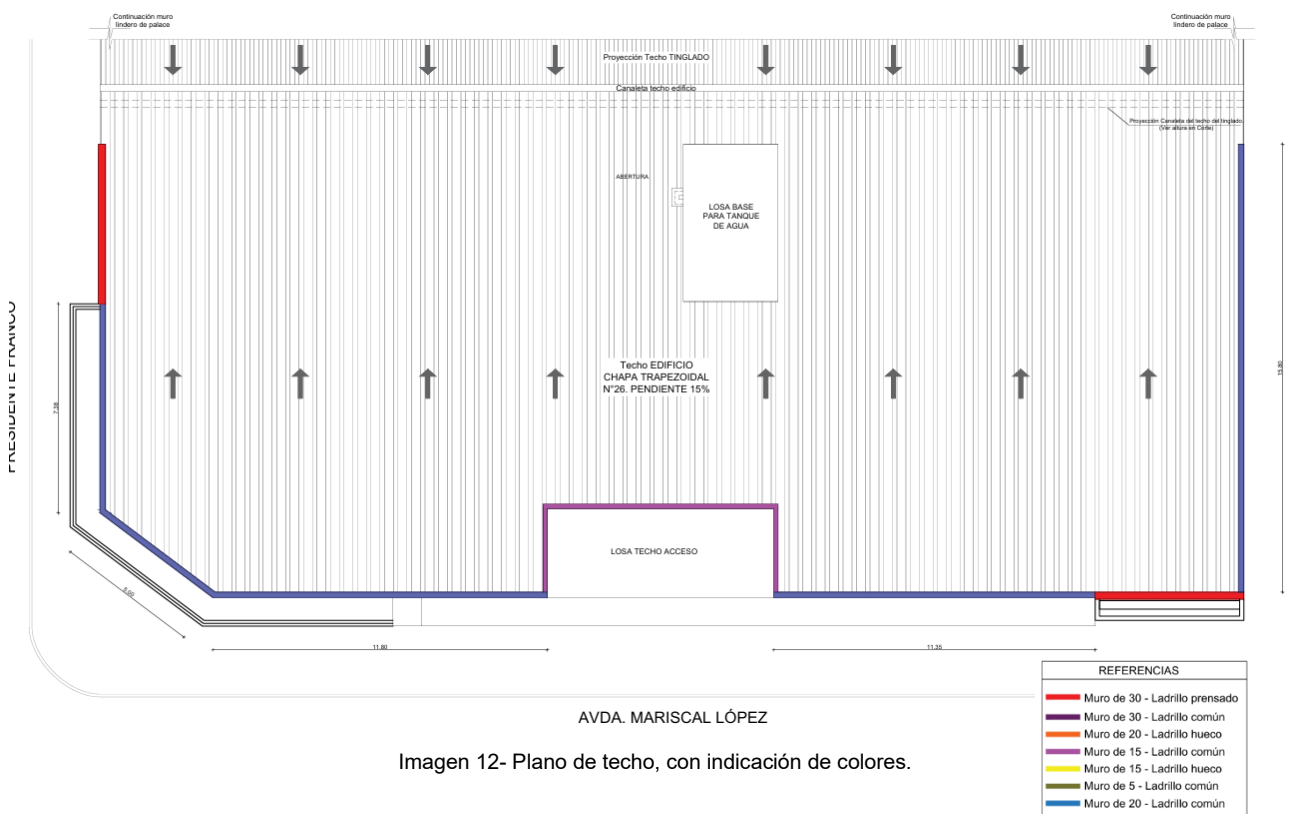 Continuación muro
lindero de palace
Continuación muro
lindero de palace
Proyección Techo TINGLADO
Canaleta techo edificio
Proyección Canaleta del techo del tinglado.
(Ver altura en Corte)
ABERTURA
LOSA BASE
PARA TANQUE
DE AGUA
PRESIDENTE FRANCO
Techo EDIFICIO
CHAPA TRAPEZOIDAL
N°26. PENDIENTE 15%
15.80
7.38
LOSA TECHO ACCESO
5.00
11.80
11.35
AVDA. MARISCAL LÓPEZ
REFERENCIAS
Muro de 30 - Ladrillo prensado
Muro de 30 - Ladrillo común
Muro de 20 - Ladrillo hueco
Muro de 15 - Ladrillo común
Muro de 15 - Ladrillo hueco
Muro de 5 - Ladrillo común
Muro de 20 - Ladrillo común
Imagen 12- Plano de techo, con indicación de colores.